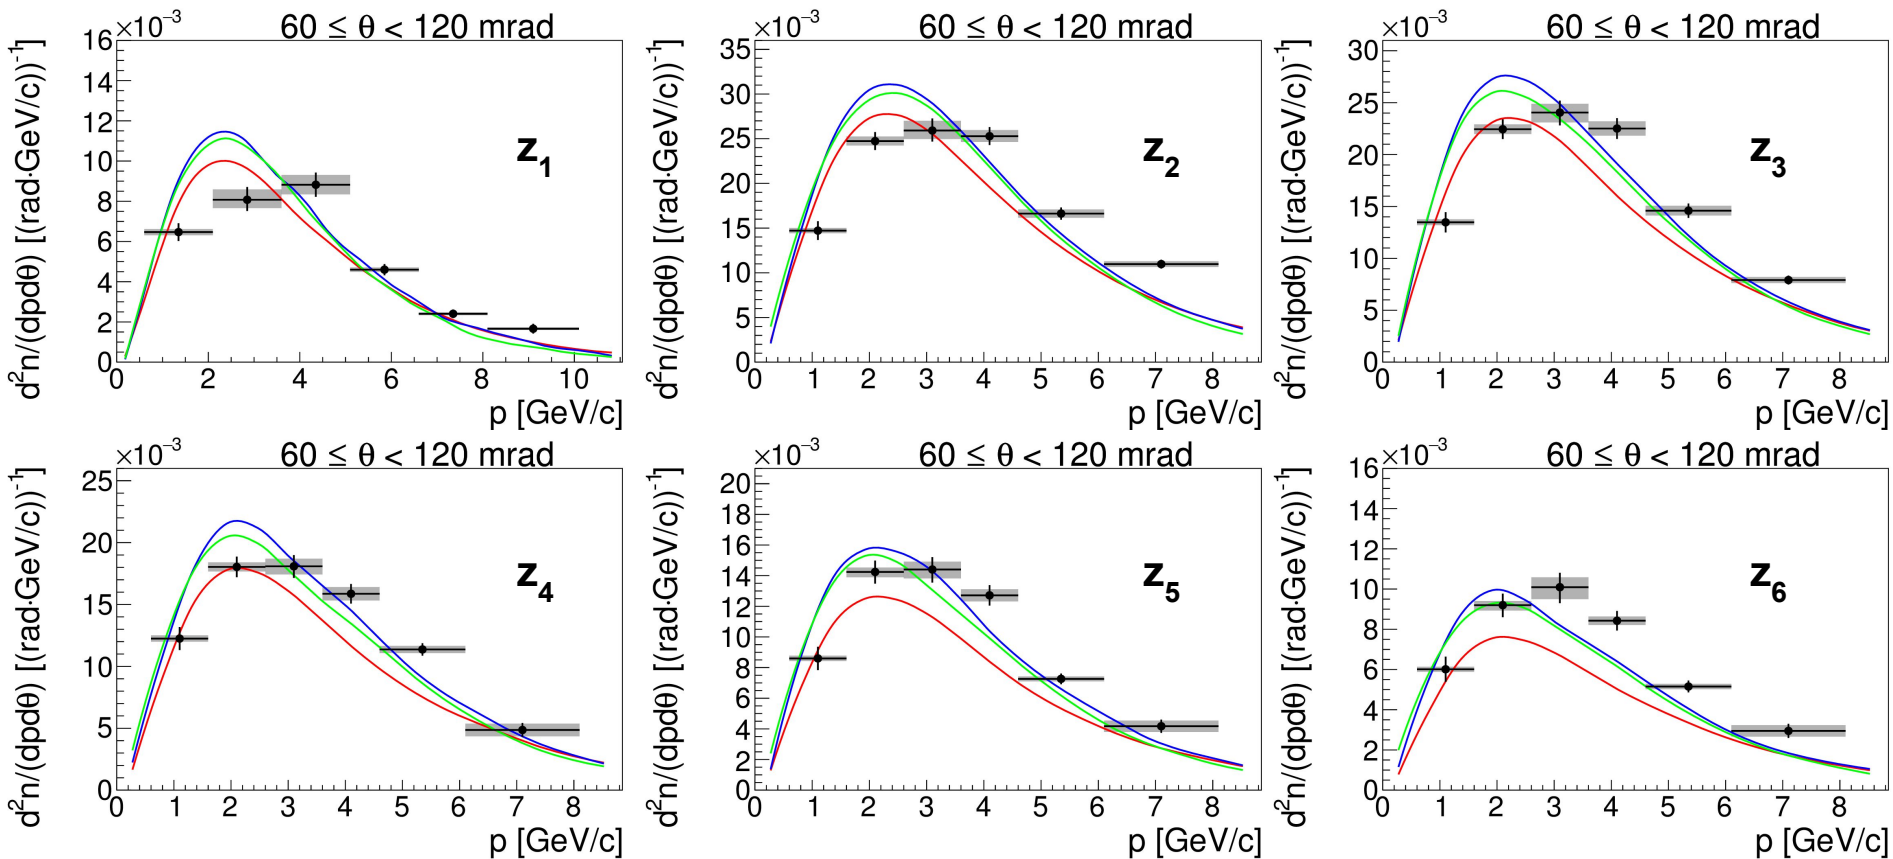 ×10⁻³ 60 ≤ θ < 120 mrad
d²n/(dpdθ) [(rad·GeV/c))⁻¹]
16
14
12
10
8
6
4
2
0
z₁
0 2 4 6 8 10
p [GeV/c]
×10⁻³ 60 ≤ θ < 120 mrad
d²n/(dpdθ) [(rad·GeV/c))⁻¹]
35
30
25
20
15
10
5
0
z₂
0 1 2 3 4 5 6 7 8
p [GeV/c]
×10⁻³ 60 ≤ θ < 120 mrad
d²n/(dpdθ) [(rad·GeV/c))⁻¹]
30
25
20
15
10
5
0
z₃
0 1 2 3 4 5 6 7 8
p [GeV/c]
×10⁻³ 60 ≤ θ < 120 mrad
d²n/(dpdθ) [(rad·GeV/c))⁻¹]
25
20
15
10
5
0
z₄
0 1 2 3 4 5 6 7 8
p [GeV/c]
×10⁻³ 60 ≤ θ < 120 mrad
d²n/(dpdθ) [(rad·GeV/c))⁻¹]
20
18
16
14
12
10
8
6
4
2
0
z₅
0 1 2 3 4 5 6 7 8
p [GeV/c]
×10⁻³ 60 ≤ θ < 120 mrad
d²n/(dpdθ) [(rad·GeV/c))⁻¹]
16
14
12
10
8
6
4
2
0
z₆
0 1 2 3 4 5 6 7 8
p [GeV/c]